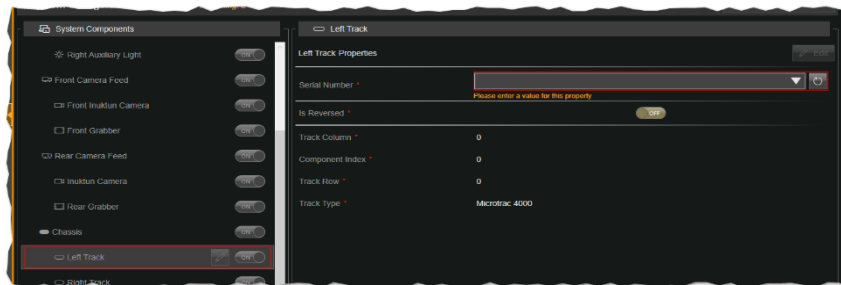 System Components
Right Auxiliary Light
ON
Front Camera Feed
ON
Front Inuktun Camera
ON
Front Grabber
ON
Rear Camera Feed
ON
Inuktun Camera
ON
Rear Grabber
ON
Chassis
ON
Left Track
ON
Right Track
Left Track
Left Track Properties
Edit
Serial Number *
Please enter a value for this property
Is Reversed *
OFF
Track Column *
0
Component Index *
0
Track Row *
0
Track Type *
Microtrac 4000